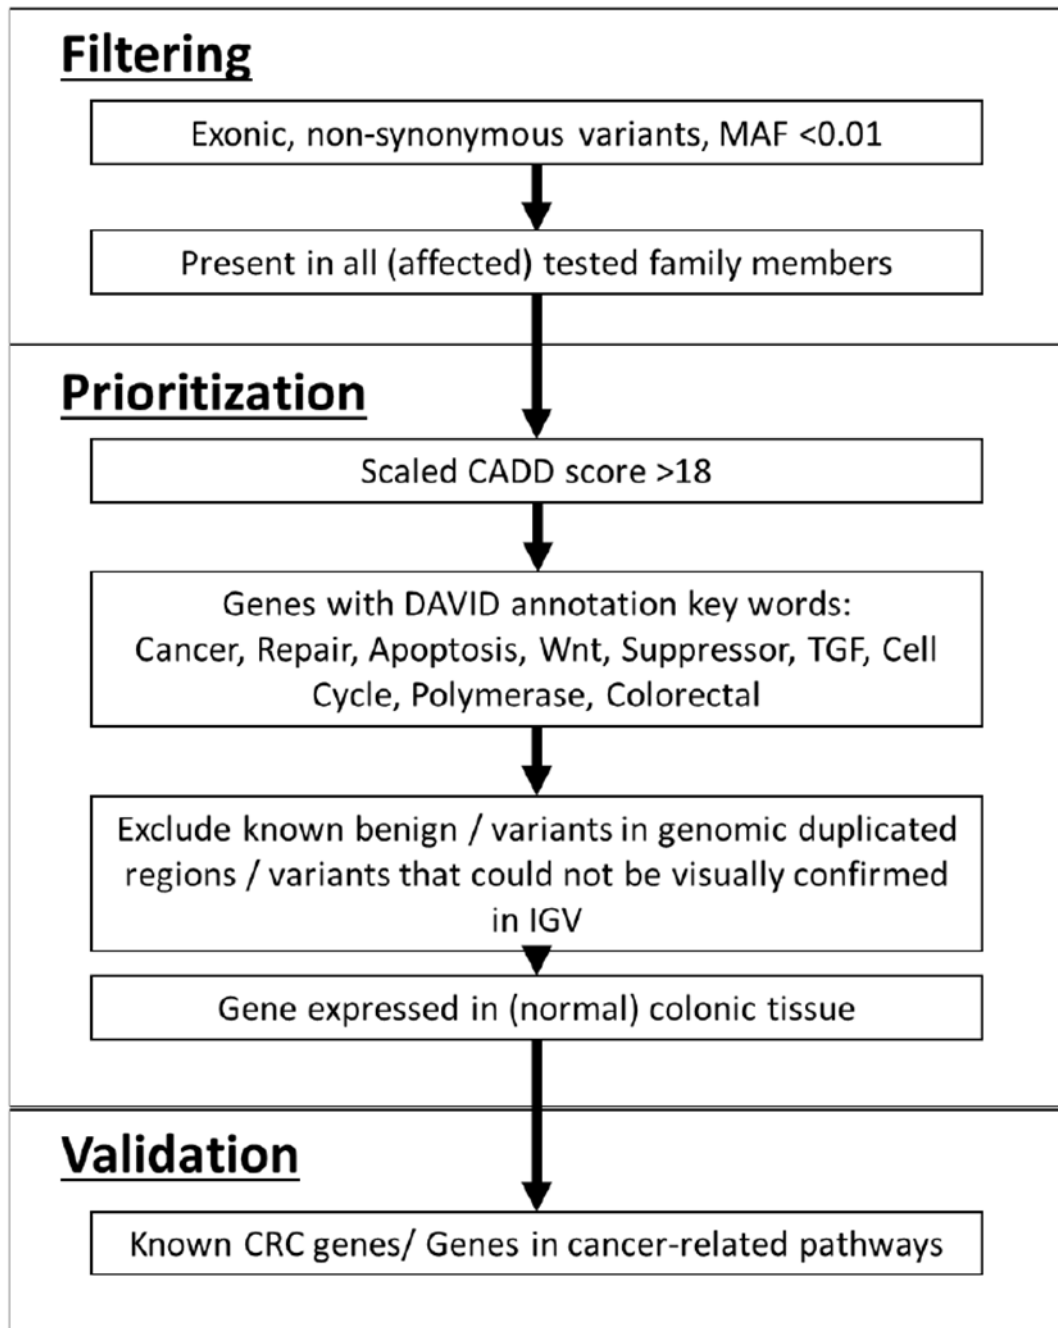 Filtering
Exonic, non-synonymous variants, MAF <0.01
Present in all (affected) tested family members
Prioritization
Scaled CADD score >18
Genes with DAVID annotation key words:
Cancer, Repair, Apoptosis, Wnt, Suppressor, TGF, Cell
Cycle, Polymerase, Colorectal
Exclude known benign / variants in genomic duplicated
regions / variants that could not be visually confirmed
in IGV
Gene expressed in (normal) colonic tissue
Validation
Known CRC genes/ Genes in cancer-related pathways